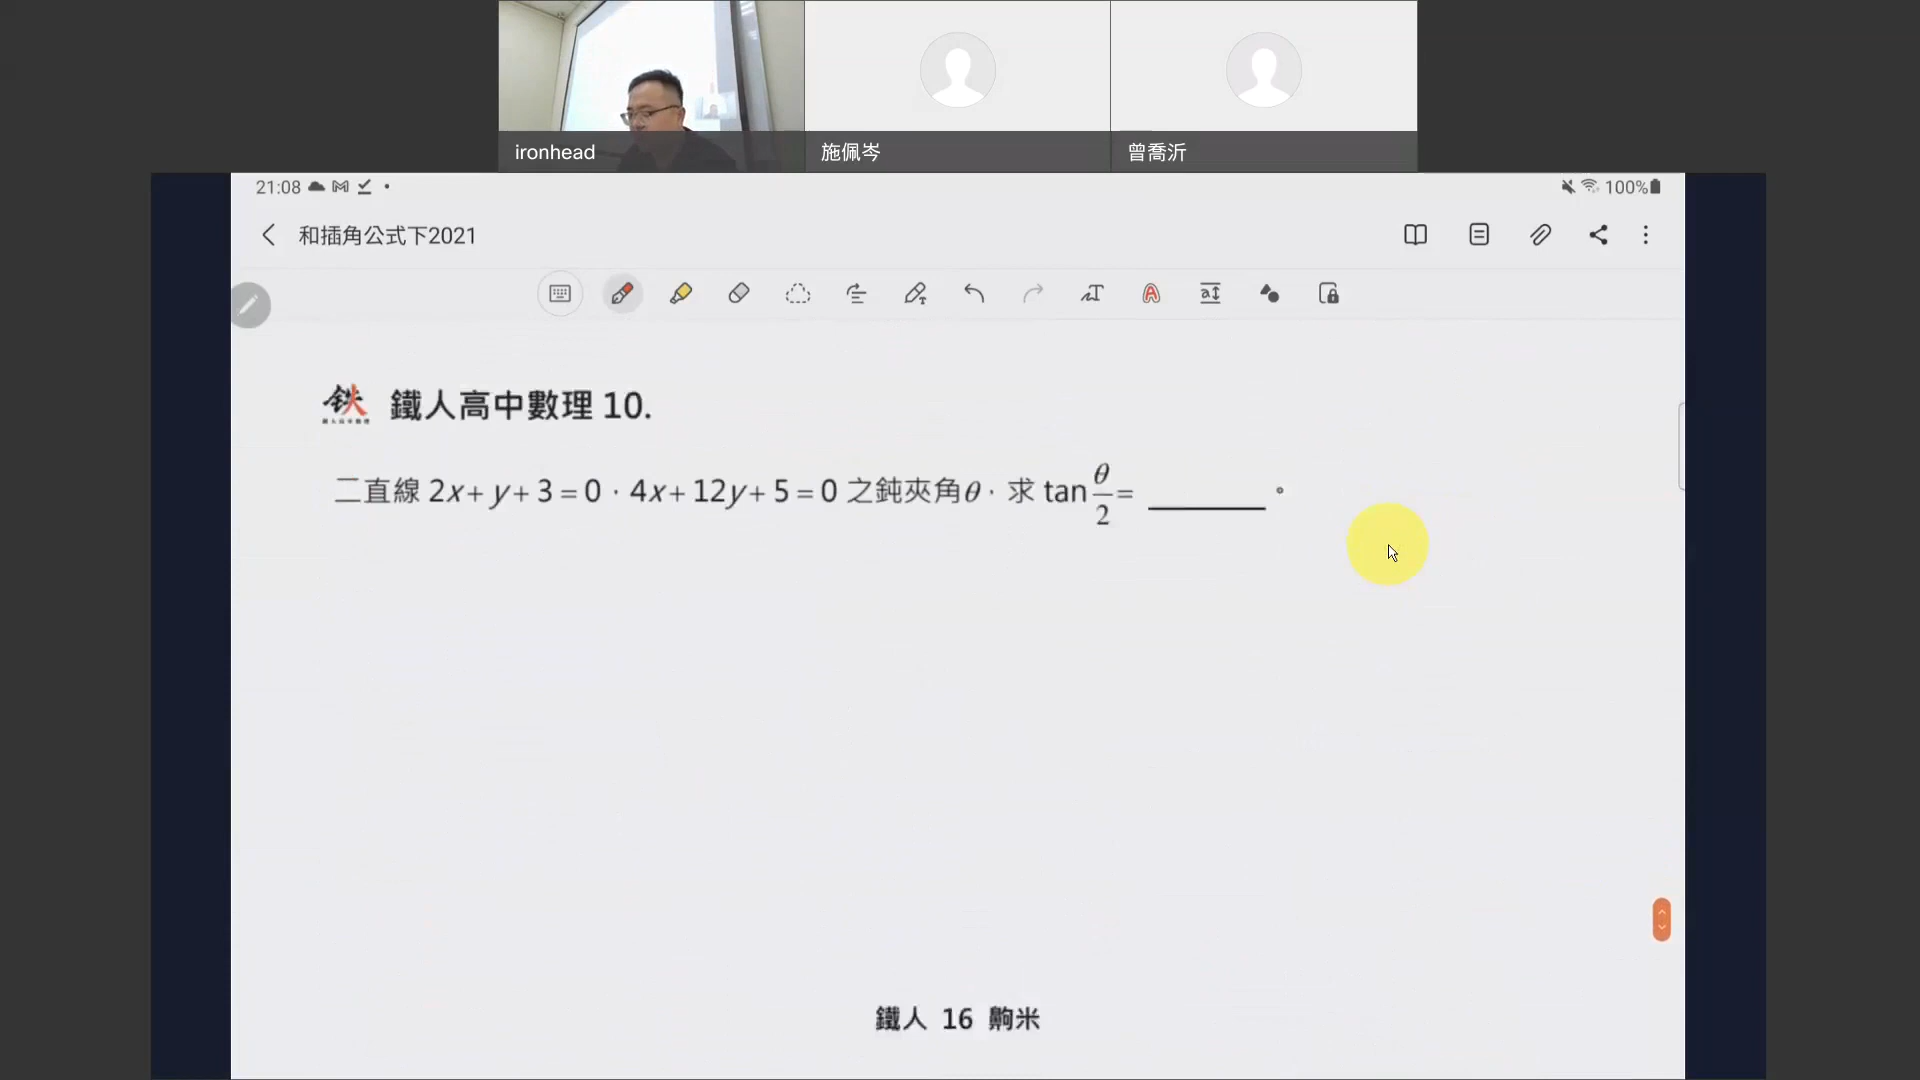 ironhead
施佩岑
曾喬沂
21:08
100%
和插角公式下2021
鐵人高中數理 10.
二直線 2x + y + 3 = 0，4x + 12y + 5 = 0 之鈍夾角θ，求 tan θ/2 = ______。
鐵人 16 齁米